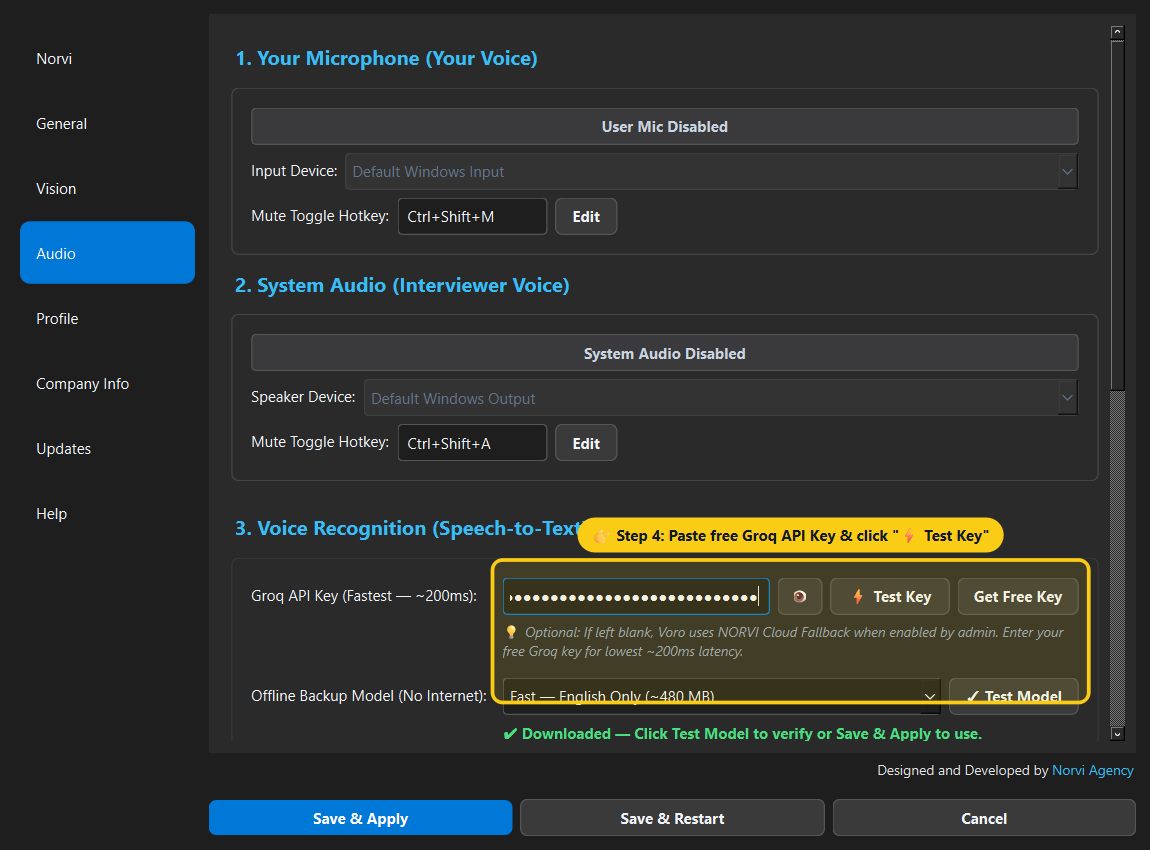 Norvi
General
Vision
Audio
Profile
Company Info
Updates
Help
1. Your Microphone (Your Voice)
User Mic Disabled
Input Device: Default Windows Input
Mute Toggle Hotkey: Ctrl+Shift+M Edit
2. System Audio (Interviewer Voice)
System Audio Disabled
Speaker Device: Default Windows Output
Mute Toggle Hotkey: Ctrl+Shift+A Edit
3. Voice Recognition (Speech-to-Text
👉 Step 4: Paste free Groq API Key & click "⚡ Test Key"
Groq API Key (Fastest — ~200ms): ●●●●●●●●●●●●●●●●●●●●●●●●●●● ⚡ Test Key Get Free Key
💡 Optional: If left blank, Voro uses NORVI Cloud Fallback when enabled by admin. Enter your
free Groq key for lowest ~200ms latency.
Offline Backup Model (No Internet): Fast — English Only (~480 MB) ✓ Test Model
✔ Downloaded — Click Test Model to verify or Save & Apply to use.
Designed and Developed by Norvi Agency
Save & Apply Save & Restart Cancel